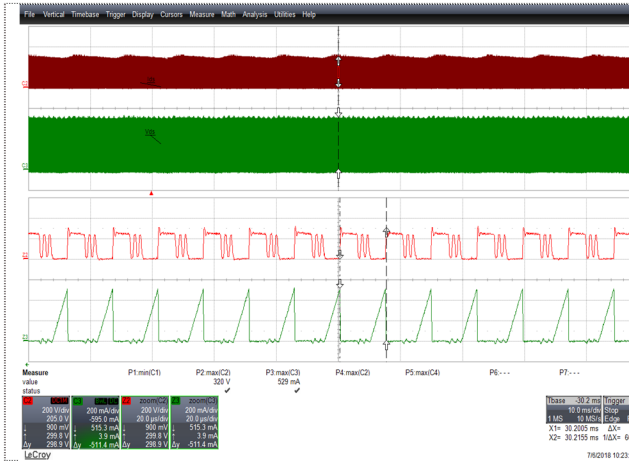 File Vertical Timebase Trigger Display Cursors Measure Math Analysis Utilities Help
Measure P1:min(C1) P2:max(C2) P3:max(C3) P4:max(C2) P5:max(C4) P6:- - - P7:- - -
value 320 V 529 mA
status
zoom(C2)
200 V/div 200 mA/div 200 V/div 200 mA/div
205.0 V -595.0 mA 20.0 µs/div 20.0 µs/div
900 mV 515.3 mA 900 mV 515.3 mA
299.8 V 3.9 mA 299.8 V 3.9 mA
Δy 298.9 V Δy -511.4 mA Δy 298.9 V Δy -511.4 mA
Tbase -30.2 ms Trigger
10.0 ms/div Stop
1 MS 10 MS/s Edge
X1= 30.2005 ms ΔX=
X2= 30.2155 ms 1/ΔX=
LeCroy
7/6/2018 10:23: